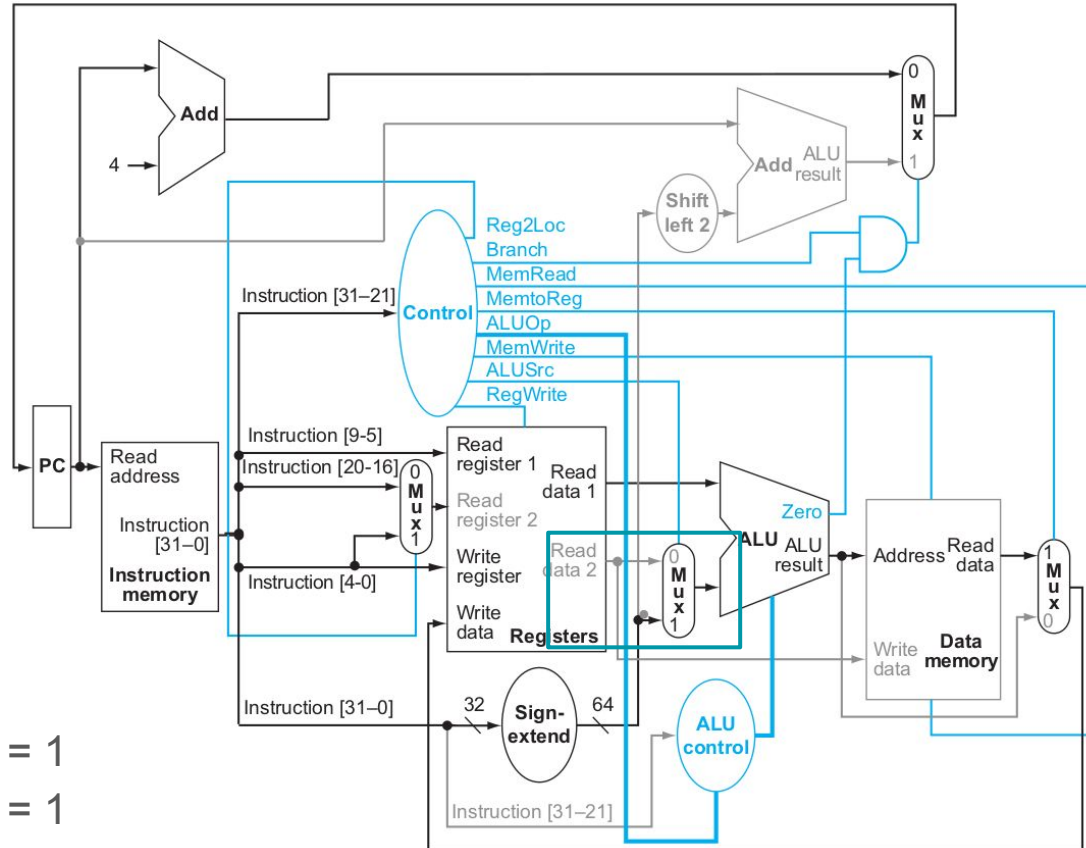 0
M
u
x
1
Add
4
Add
ALU
result
Shift
left 2
Reg2Loc
Branch
MemRead
MemtoReg
ALUOp
MemWrite
ALUSrc
RegWrite
Instruction [31–21]
Control
PC
Read
address
Instruction
[31–0]
Instruction
memory
Instruction [9-5]
Instruction [20-16]
Instruction [4-0]
0
M
u
x
1
Read
register 1
Read
register 2
Write
register
Write
data
Read
data 1
Read
data 2
Registers
0
M
u
x
1
Zero
ALU
ALU
result
Address
Read
data
Write
data
Data
memory
1
M
u
x
0
Instruction [31–0]
32
Sign-
extend
64
ALU
control
Instruction [31–21]
= 1
= 1